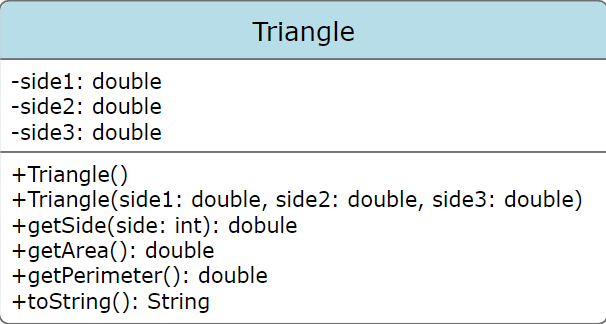 Triangle
-side1: double
-side2: double
-side3: double
+Triangle()
+Triangle(side1: double, side2: double, side3: double)
+getSide(side: int): dobule
+getArea(): double
+getPerimeter(): double
+toString(): String